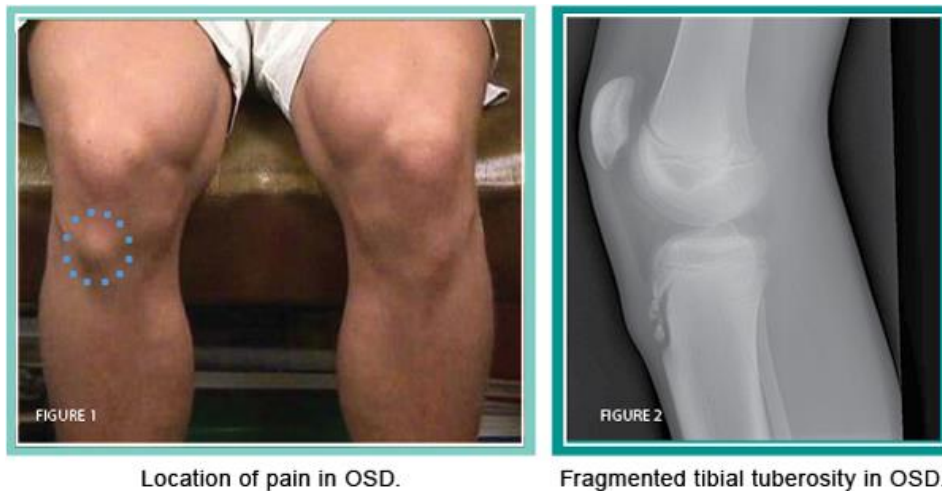 FIGURE 1
FIGURE 2
Location of pain in OSD.
Fragmented tibial tuberosity in OSD.